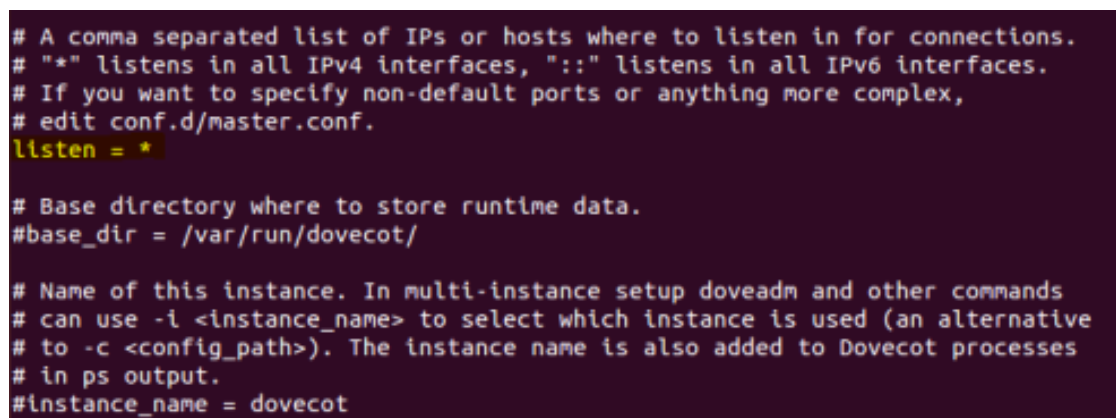 # A comma separated list of IPs or hosts where to listen in for connections.
# "*" listens in all IPv4 interfaces, "::" listens in all IPv6 interfaces.
# If you want to specify non-default ports or anything more complex,
# edit conf.d/master.conf.
listen = *
# Base directory where to store runtime data.
#base_dir = /var/run/dovecot/
# Name of this instance. In multi-instance setup doveadm and other commands
# can use -i <instance_name> to select which instance is used (an alternative
# to -c <config_path>). The instance name is also added to Dovecot processes
# in ps output.
#instance_name = dovecot